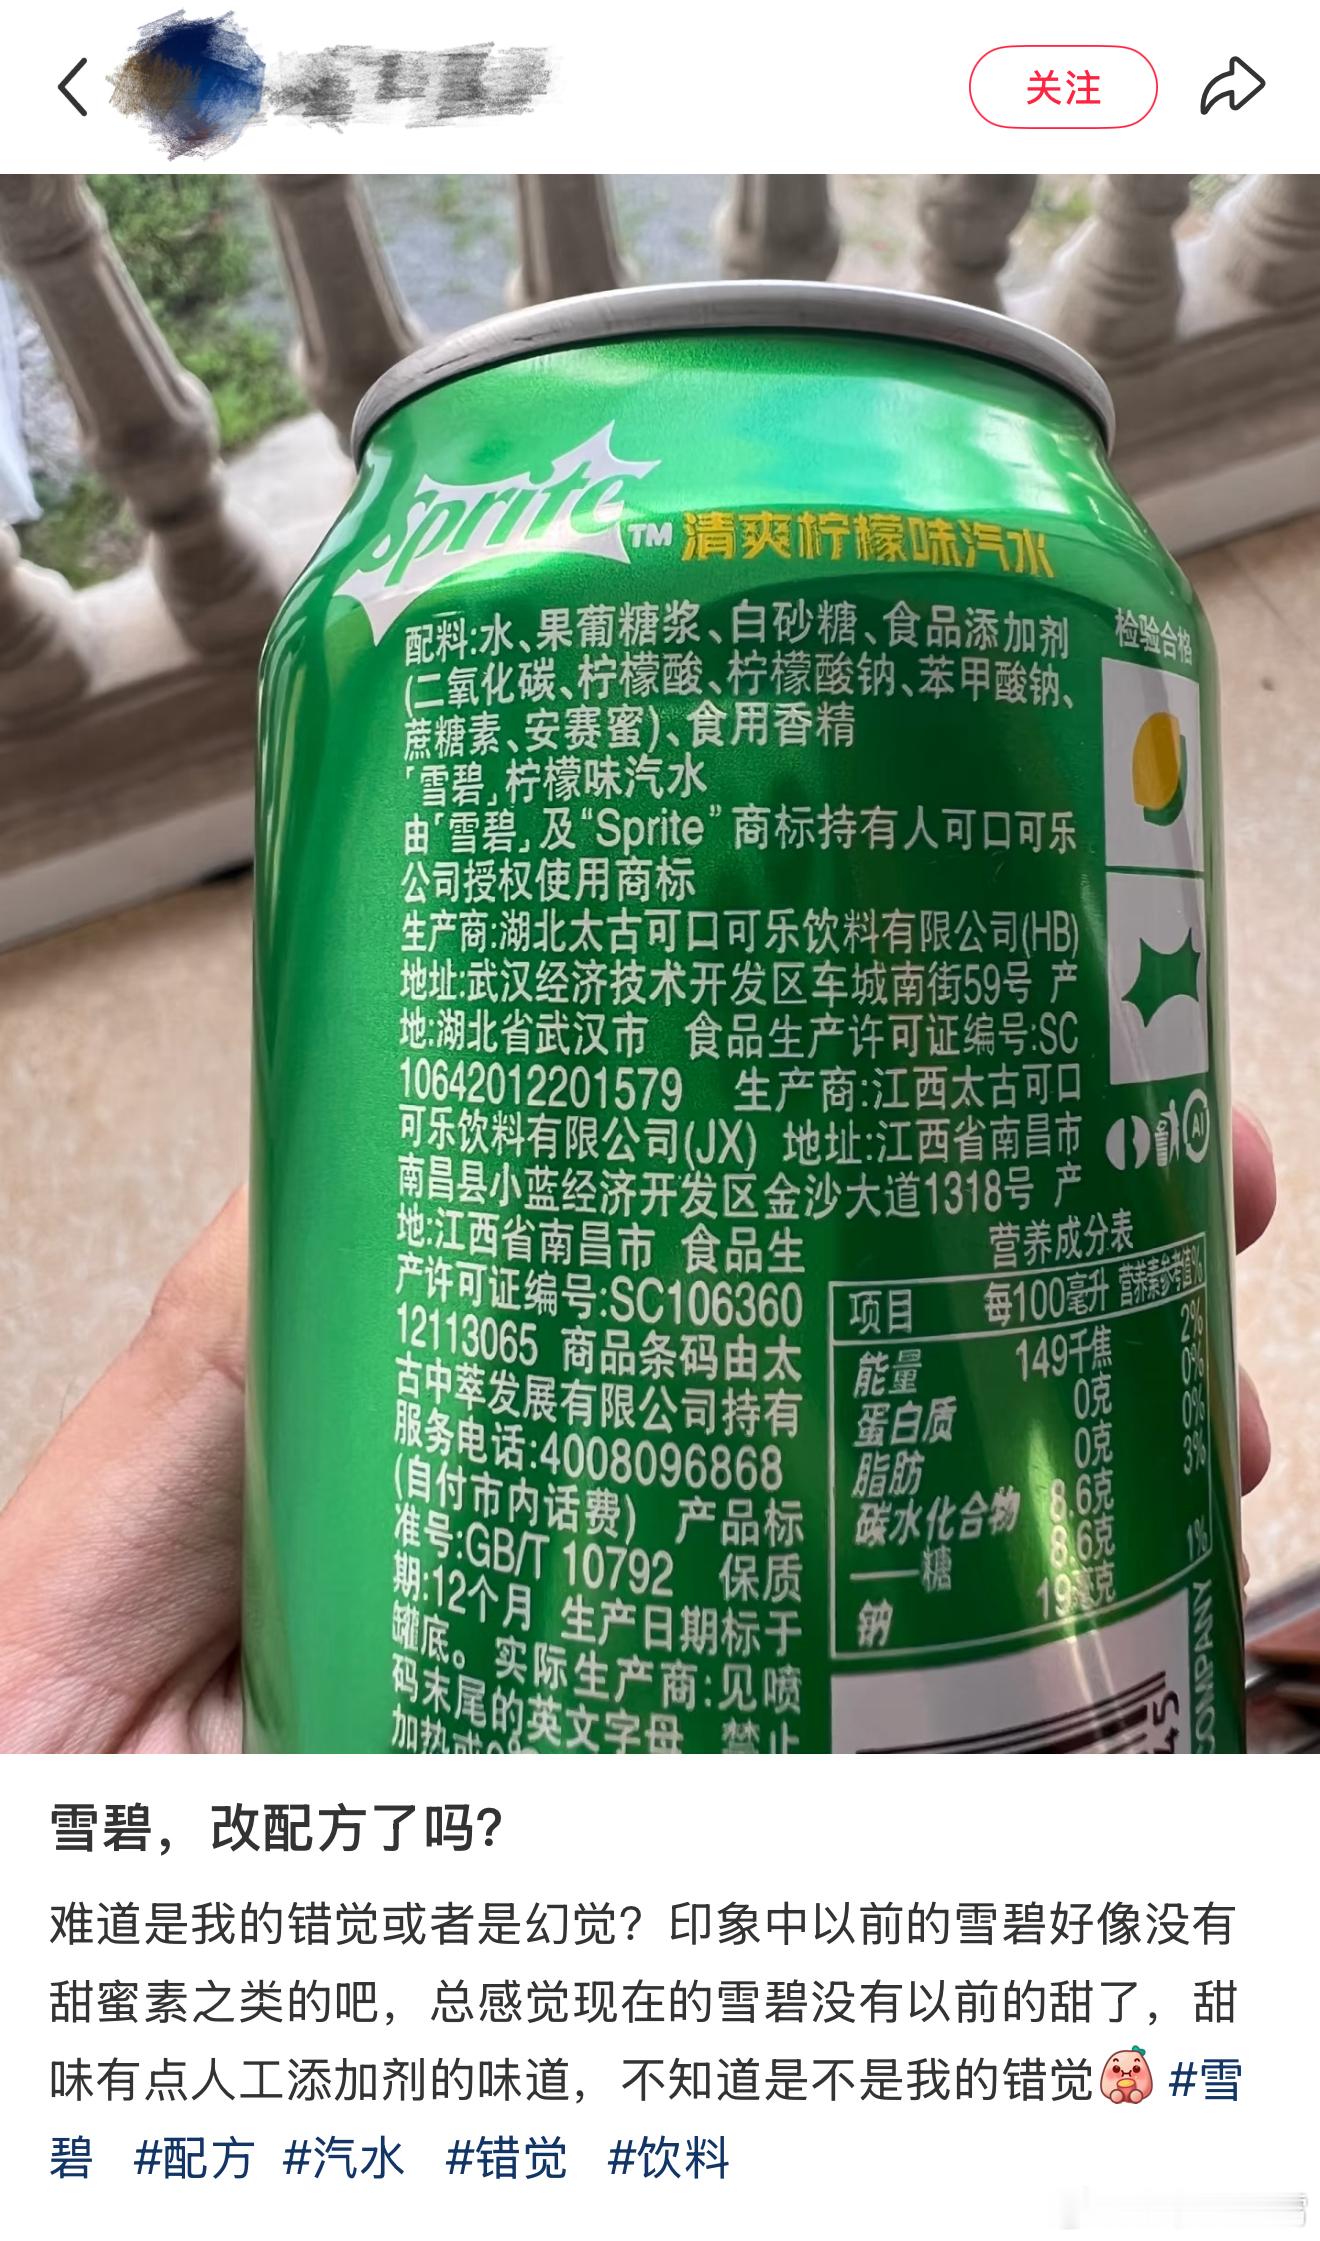 关注
Sprite TM 清爽柠檬味汽水
配料:水、果葡糖浆、白砂糖、食品添加剂
(二氧化碳、柠檬酸、柠檬酸钠、苯甲酸钠、
蔗糖素、安赛蜜)、食用香精
「雪碧」柠檬味汽水
由「雪碧」及“Sprite”商标持有人可口可乐
公司授权使用商标
生产商:湖北太古可口可乐饮料有限公司(HB)
地址:武汉经济技术开发区车城南街59号 产
地:湖北省武汉市 食品生产许可证编号:SC
10642012201579 生产商:江西太古可口
可乐饮料有限公司(JX) 地址:江西省南昌市
南昌县小蓝经济开发区金沙大道1318号 产
地:江西省南昌市 食品生
产许可证编号:SC106360
12113065 商品条码由太
古中萃发展有限公司持有
服务电话:4008096868
(自付市内话费) 产品标
准号:GB/T 10792 保质
期:12个月 生产日期标于
罐底。 实际生产商:见喷
码末尾的英文字母 禁止
加热或0°
检验合格
Al
营养成分表
项目 每100毫升 营养素参考值%
能量 149千焦 2%
蛋白质 0克 0%
脂肪 0克 0%
碳水化合物 8.6克 3%
——糖 8.6克
钠 19毫克 1%
COMPANY
45
雪碧，改配方了吗？
难道是我的错觉或者是幻觉？印象中以前的雪碧好像没有
甜蜜素之类的吧，总感觉现在的雪碧没有以前的甜了，甜
味有点人工添加剂的味道，不知道是不是我的错觉 #雪
碧 #配方 #汽水 #错觉 #饮料